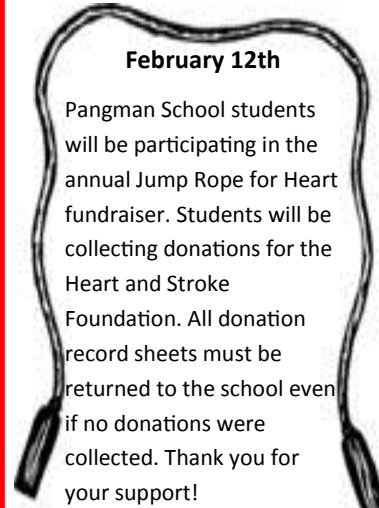 February 12th
Pangman School students
will be participating in the
annual Jump Rope for Heart
fundraiser. Students will be
collecting donations for the
Heart and Stroke
Foundation. All donation
record sheets must be
returned to the school even
if no donations were
collected. Thank you for
your support!